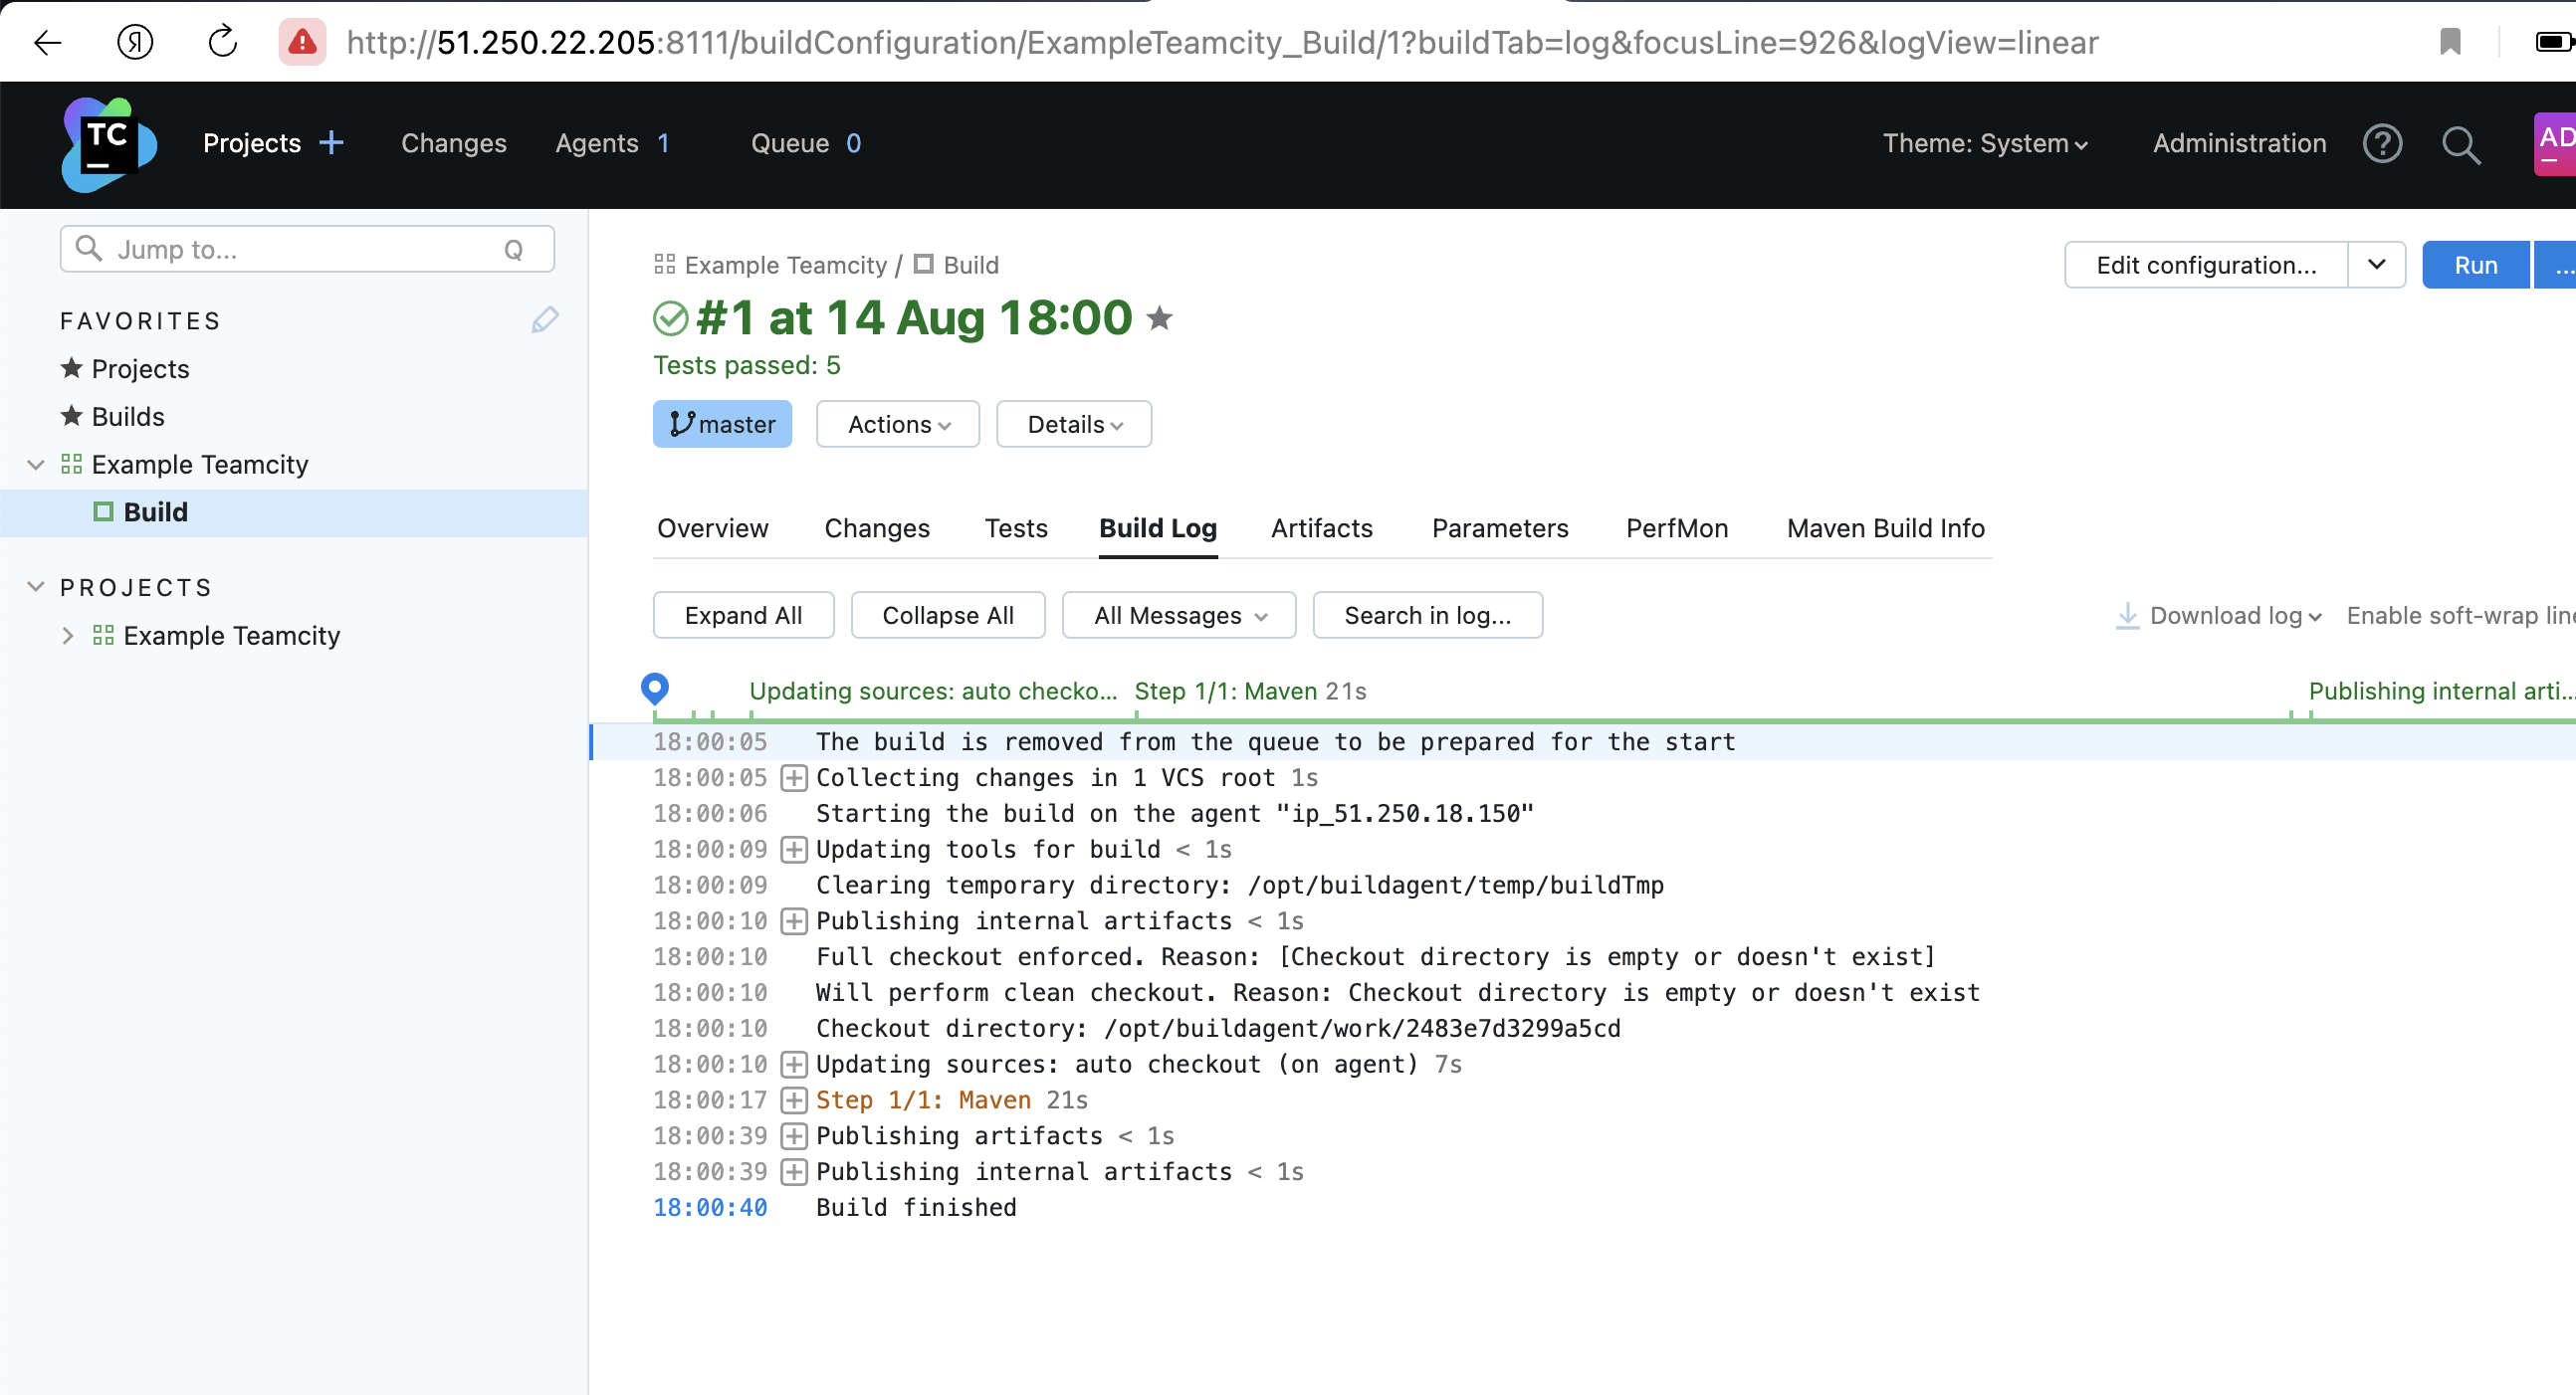 http://51.250.22.205:8111/buildConfiguration/ExampleTeamcity_Build/1?buildTab=log&focusLine=926&logView=linear
TC
Projects + Changes Agents 1 Queue 0 Theme: System Administration ? AD
Jump to... Q
FAVORITES
Projects
Builds
Example Teamcity
Build
PROJECTS
Example Teamcity
Example Teamcity / Build
Edit configuration... Run ...
#1 at 14 Aug 18:00
Tests passed: 5
master Actions Details
Overview Changes Tests Build Log Artifacts Parameters PerfMon Maven Build Info
Expand All Collapse All All Messages Search in log... Download log Enable soft-wrap
Updating sources: auto checko... Step 1/1: Maven 21s Publishing internal arti...
18:00:05 The build is removed from the queue to be prepared for the start
18:00:05 Collecting changes in 1 VCS root 1s
18:00:06 Starting the build on the agent "ip_51.250.18.150"
18:00:09 Updating tools for build < 1s
18:00:09 Clearing temporary directory: /opt/buildagent/temp/buildTmp
18:00:10 Publishing internal artifacts < 1s
18:00:10 Full checkout enforced. Reason: [Checkout directory is empty or doesn't exist]
18:00:10 Will perform clean checkout. Reason: Checkout directory is empty or doesn't exist
18:00:10 Checkout directory: /opt/buildagent/work/2483e7d3299a5cd
18:00:10 Updating sources: auto checkout (on agent) 7s
18:00:17 Step 1/1: Maven 21s
18:00:39 Publishing artifacts < 1s
18:00:39 Publishing internal artifacts < 1s
18:00:40 Build finished